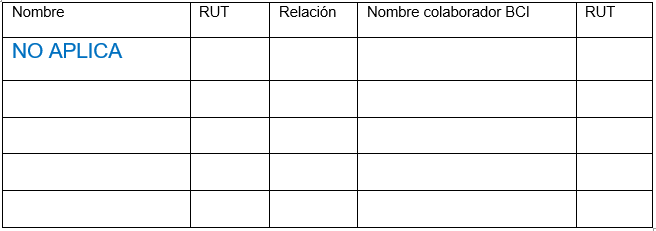 Nombre RUT Relación Nombre colaborador BCI RUT
NO APLICA